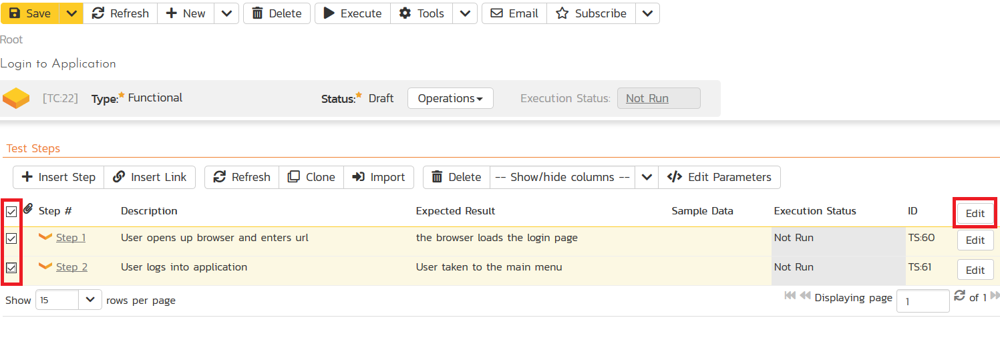 Save Refresh New Delete Execute Tools Email Subscribe
Root
Login to Application
[TC:22] Type: Functional Status: Draft Operations Execution Status: Not Run
Test Steps
Insert Step Insert Link Refresh Clone Import Delete -- Show/hide columns -- Edit Parameters
Step # Description Expected Result Sample Data Execution Status ID Edit
Step 1 User opens up browser and enters url the browser loads the login page Not Run TS:60 Edit
Step 2 User logs into application User taken to the main menu Not Run TS:61 Edit
Show 15 rows per page Displaying page 1 of 1